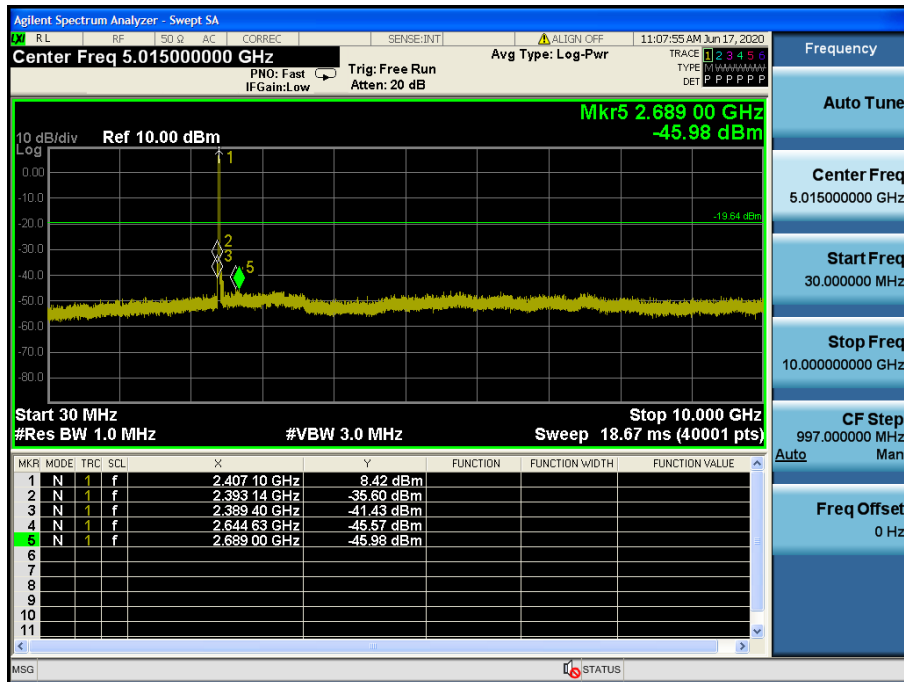 Agilent Spectrum Analyzer - Swept SA
LXI RL RF 50 Ω AC CORREC SENSE:INT ALIGN OFF 11:07:55 AM Jun 17, 2020
Center Freq 5.015000000 GHz
PNO: Fast
IFGain:Low
Trig: Free Run
Atten: 20 dB
Avg Type: Log-Pwr
TRACE 1 2 3 4 5 6
TYPE M WWWWW
DET P P P P P P
Frequency
Auto Tune
Center Freq
5.015000000 GHz
Start Freq
30.000000 MHz
Stop Freq
10.000000000 GHz
CF Step
997.000000 MHz
Auto Man
Freq Offset
0 Hz
Mkr5 2.689 00 GHz
-45.98 dBm
10 dB/div Ref 10.00 dBm
Log
0.00
-10.0
-20.0
-30.0
-40.0
-50.0
-60.0
-70.0
-80.0
1
2
3
5
-19.64 dBm
Start 30 MHz Stop 10.000 GHz
#Res BW 1.0 MHz #VBW 3.0 MHz Sweep 18.67 ms (40001 pts)
MKR MODE TRC SCL X Y FUNCTION FUNCTION WIDTH FUNCTION VALUE
1 N 1 f 2.407 10 GHz 8.42 dBm
2 N 1 f 2.393 14 GHz -35.60 dBm
3 N 1 f 2.389 40 GHz -41.43 dBm
4 N 1 f 2.644 63 GHz -45.57 dBm
5 N 1 f 2.689 00 GHz -45.98 dBm
6
7
8
9
10
11
MSG STATUS